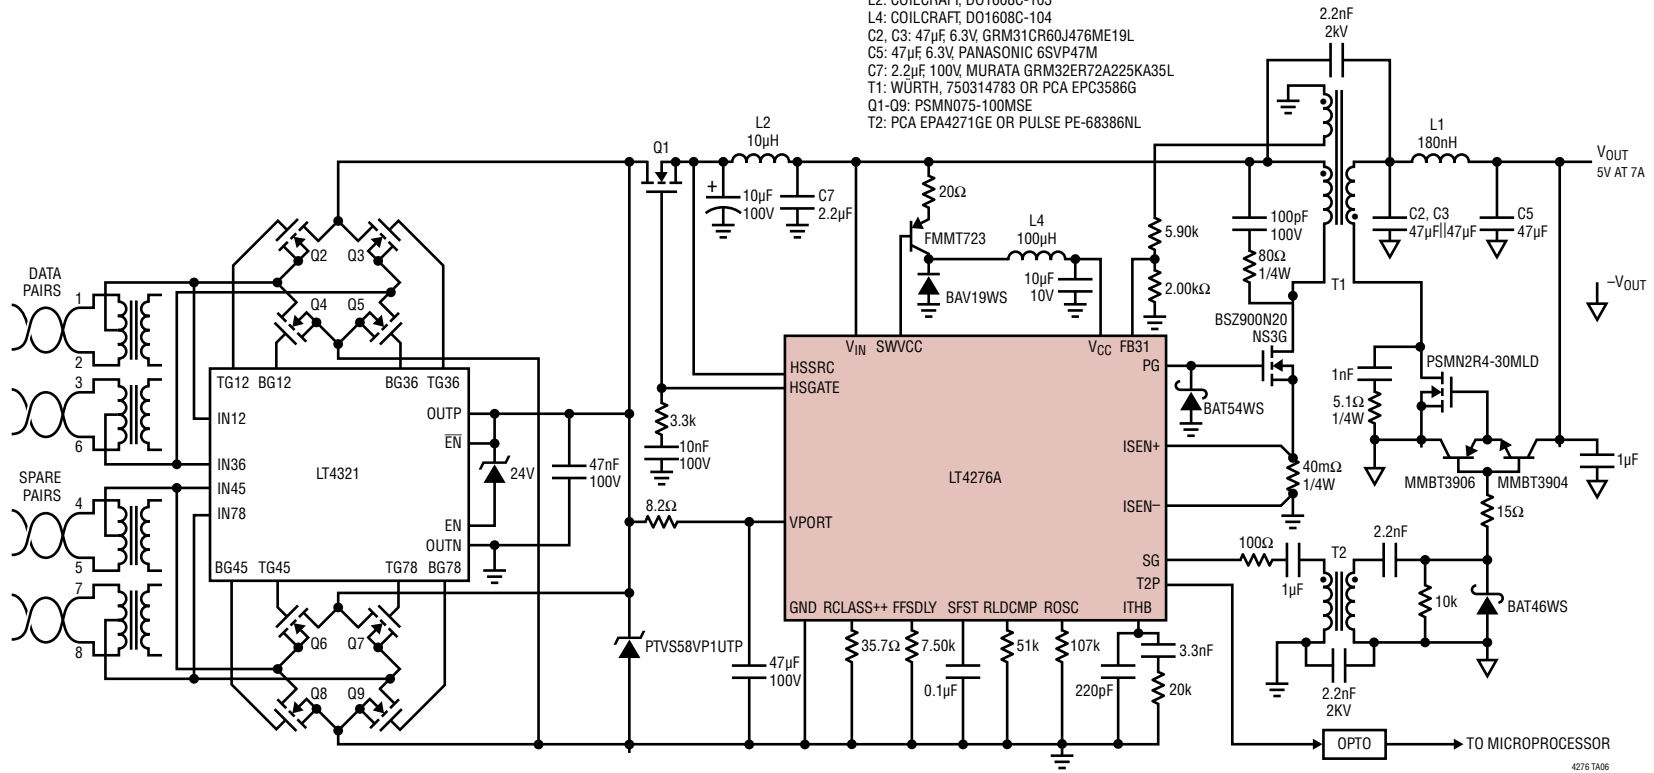 L4: COILCRAFT, DO1608C-104
C2, C3: 47µF, 6.3V, GRM31CR60J476ME19L
C5: 47µF, 6.3V, PANASONIC 6SVP47M
C7: 2.2µF, 100V, MURATA GRM32ER72A225KA35L
T1: WÜRTH, 750314783 OR PCA EPC3586G
Q1-Q9: PSMN075-100MSE
T2: PCA EPA4271GE OR PULSE PE-68386NL
2.2nF
2kV
Q1
L2
10µH
L1
180nH
VOUT
5V AT 7A
+
10µF
100V
C7
2.2µF
20Ω
FMMT723
L4
100µH
10µF
10V
BAV19WS
5.90k
2.00kΩ
100pF
100V
80Ω
1/4W
T1
C2, C3
47µF||47µF
C5
47µF
–VOUT
DATA
PAIRS
1
2
3
6
SPARE
PAIRS
4
5
7
8
Q2
Q3
Q4
Q5
TG12
BG12
BG36
TG36
IN12
IN36
IN45
IN78
LT4321
OUTP
EN
EN
OUTN
BG45
TG45
TG78
BG78
24V
47nF
100V
Q6
Q7
Q8
Q9
3.3k
10nF
100V
8.2Ω
PTVS58VP1UTP
47µF
100V
VIN
SWVCC
VCC
FB31
HSSRC
HSGATE
VPORT
LT4276A
PG
ISEN+
ISEN–
SG
T2P
GND
RCLASS++
FFSDLY
SFST
RLDCMP
ROSC
ITHB
35.7Ω
7.50k
0.1µF
51k
107k
220pF
3.3nF
20k
BSZ900N20
NS3G
BAT54WS
40mΩ
1/4W
1nF
5.1Ω
1/4W
PSMN2R4-30MLD
MMBT3906
MMBT3904
1µF
15Ω
100Ω
1µF
T2
2.2nF
10k
BAT46WS
2.2nF
2KV
OPTO
TO MICROPROCESSOR
4276 TA06